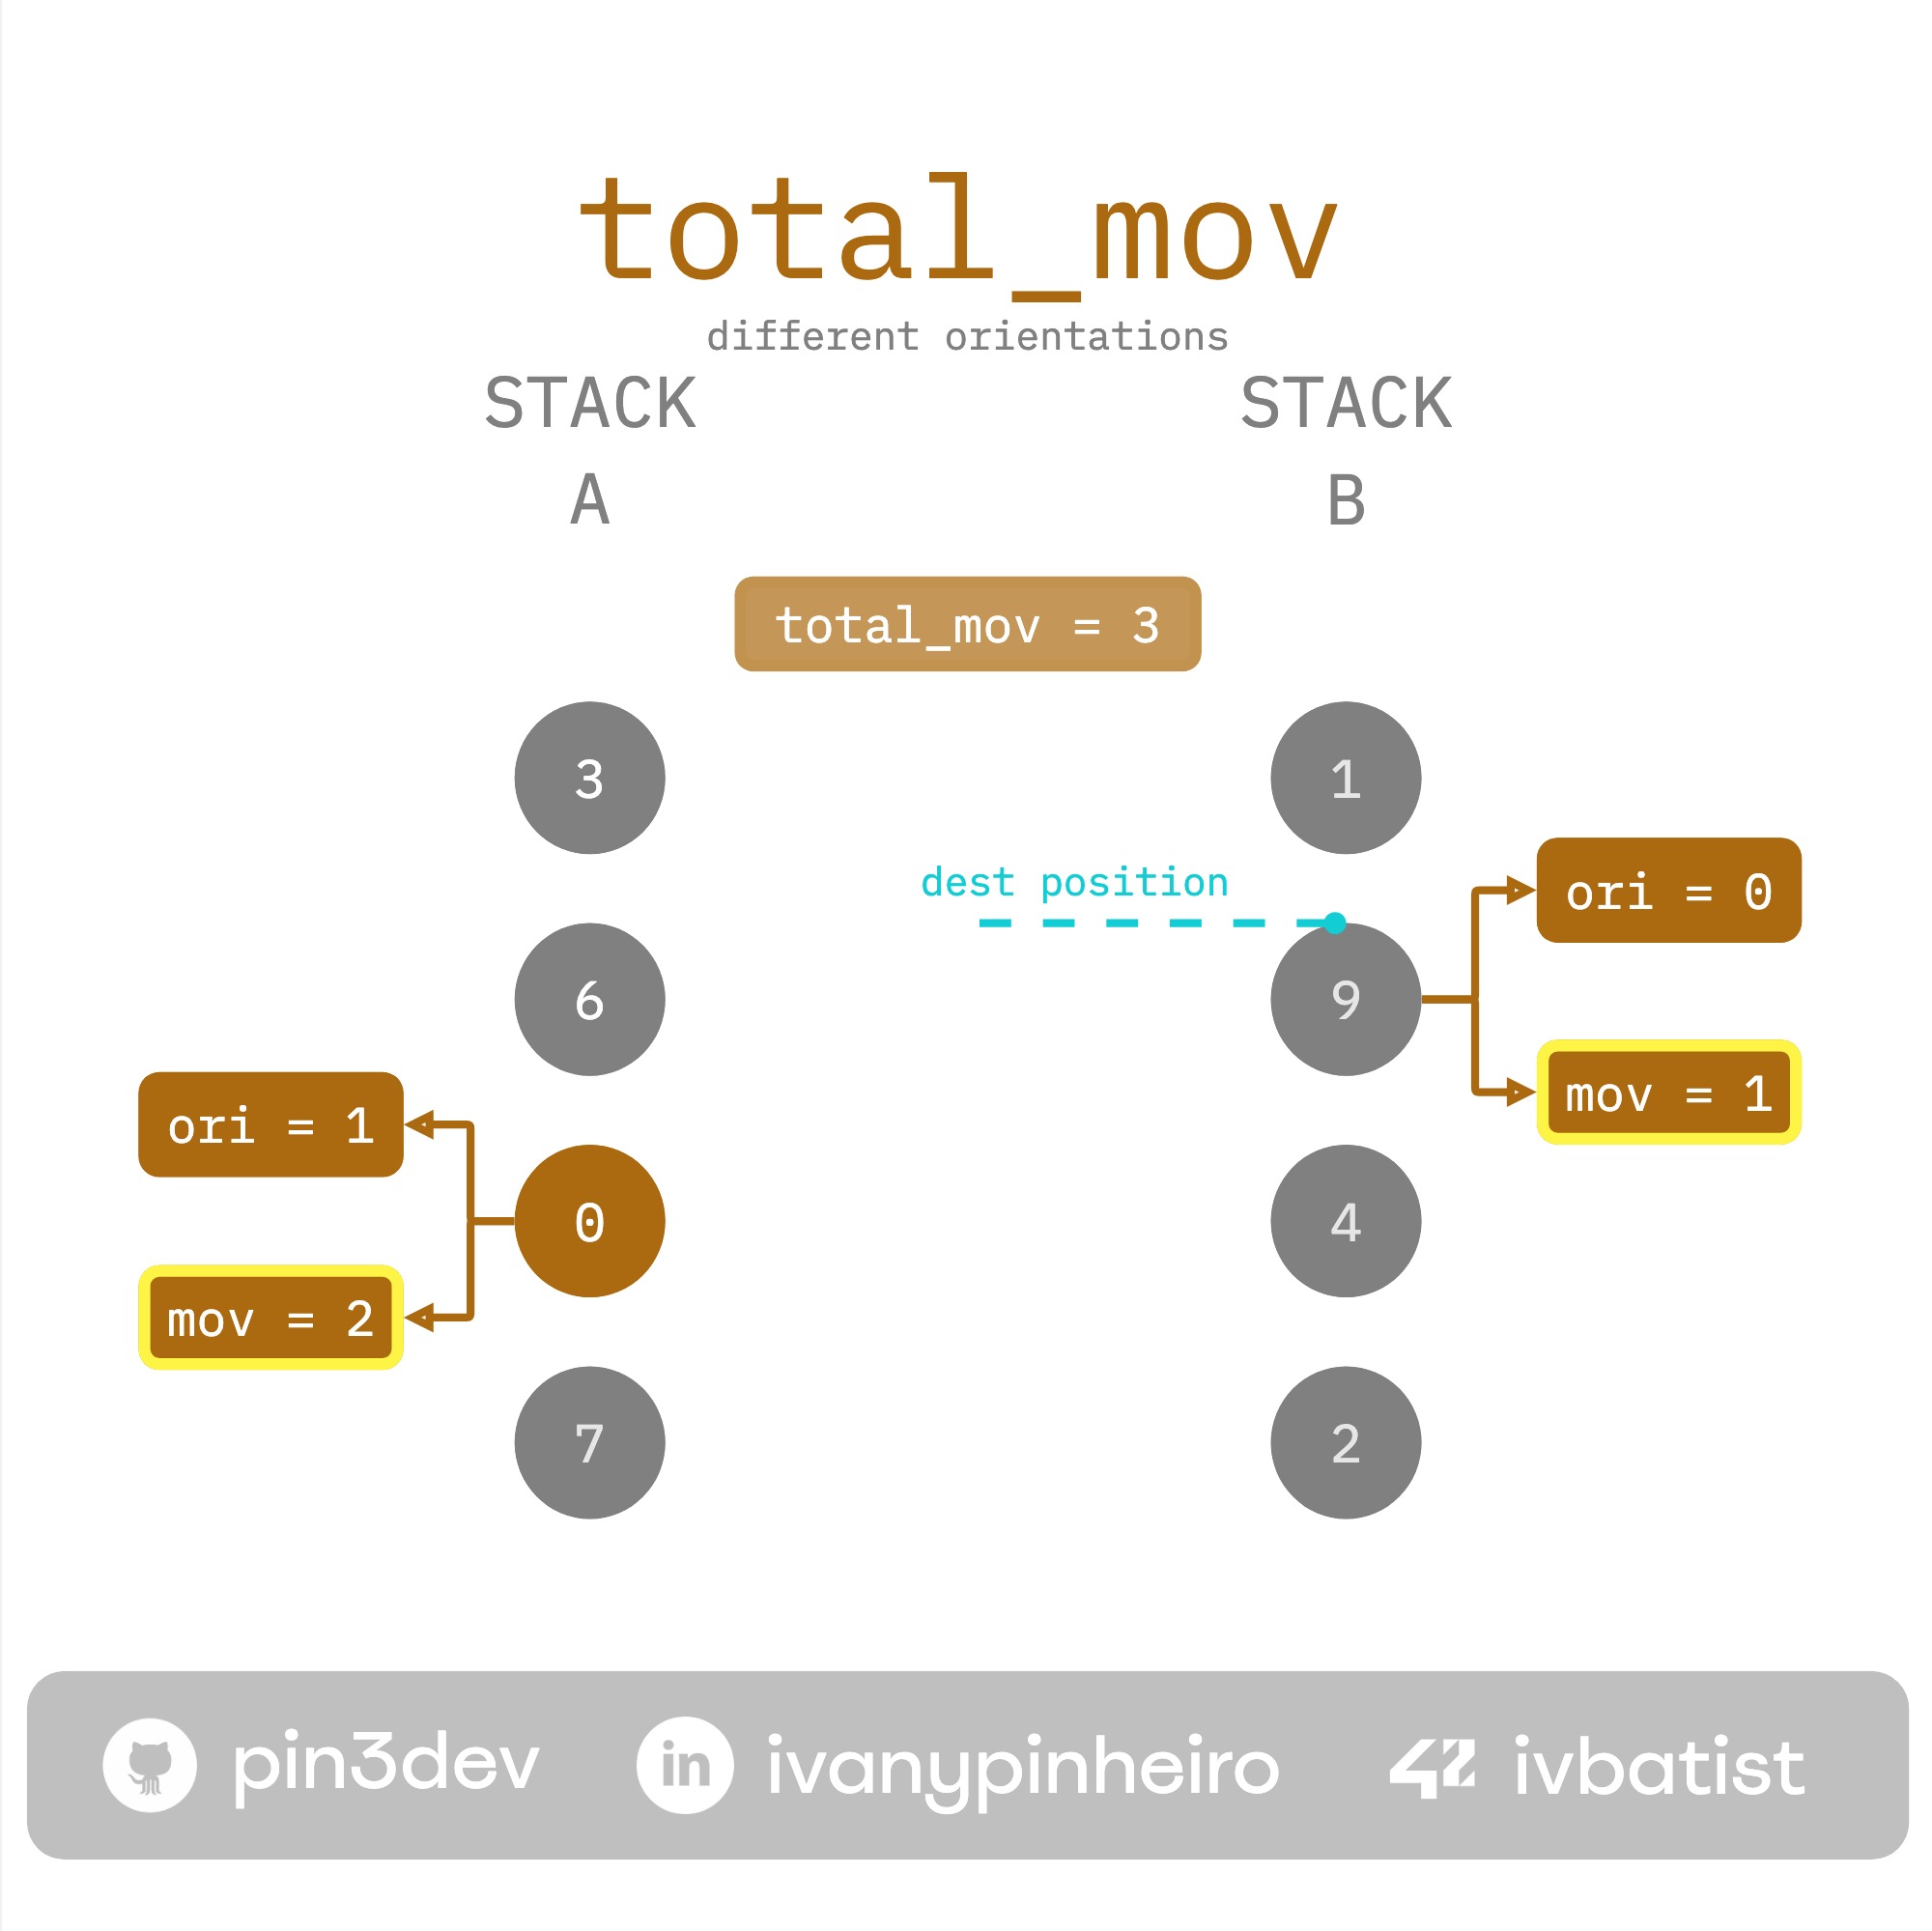 total_mov
different orientations
STACK
A
STACK
B
total_mov = 3
3
1
dest position
ori = 0
6
9
mov = 1
ori = 1
0
4
mov = 2
7
2
pin3dev
in
ivanypinheiro
42
ivbatist